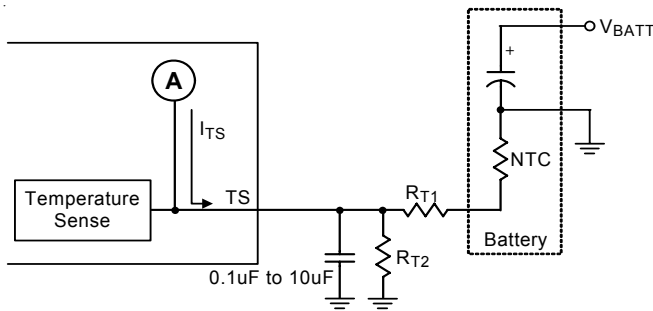 V_BATT
+
A
I_TS
NTC
Temperature
Sense
TS
R_T1
R_T2
Battery
0.1uF to 10uF